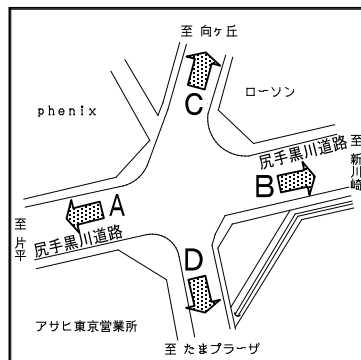 至 向ヶ丘
ローソン
phenix
C
尻手黒川道路
至 新川崎
B
A
至 片平
尻手黒川道路
D
アサヒ東京営業所
至 たまプラーザ